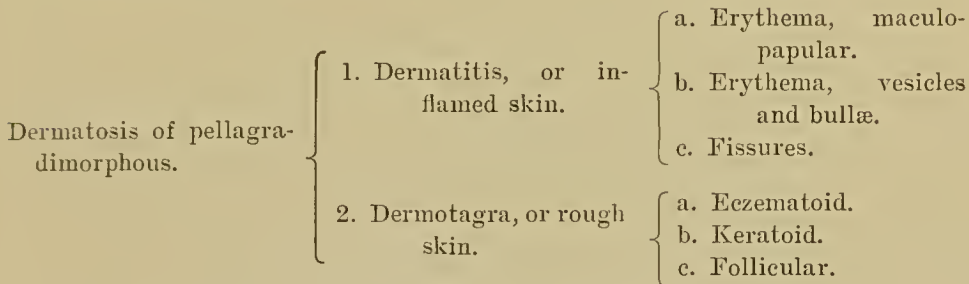 Dermatosis of pellagra-
dimorphous.
1. Dermatitis, or in-
flamed skin.
a. Erythema, maculo-
papular.
b. Erythema, vesicles
and bullæ.
c. Fissures.
2. Dermotagra, or rough
skin.
a. Eczematoid.
b. Keratoid.
c. Follicular.